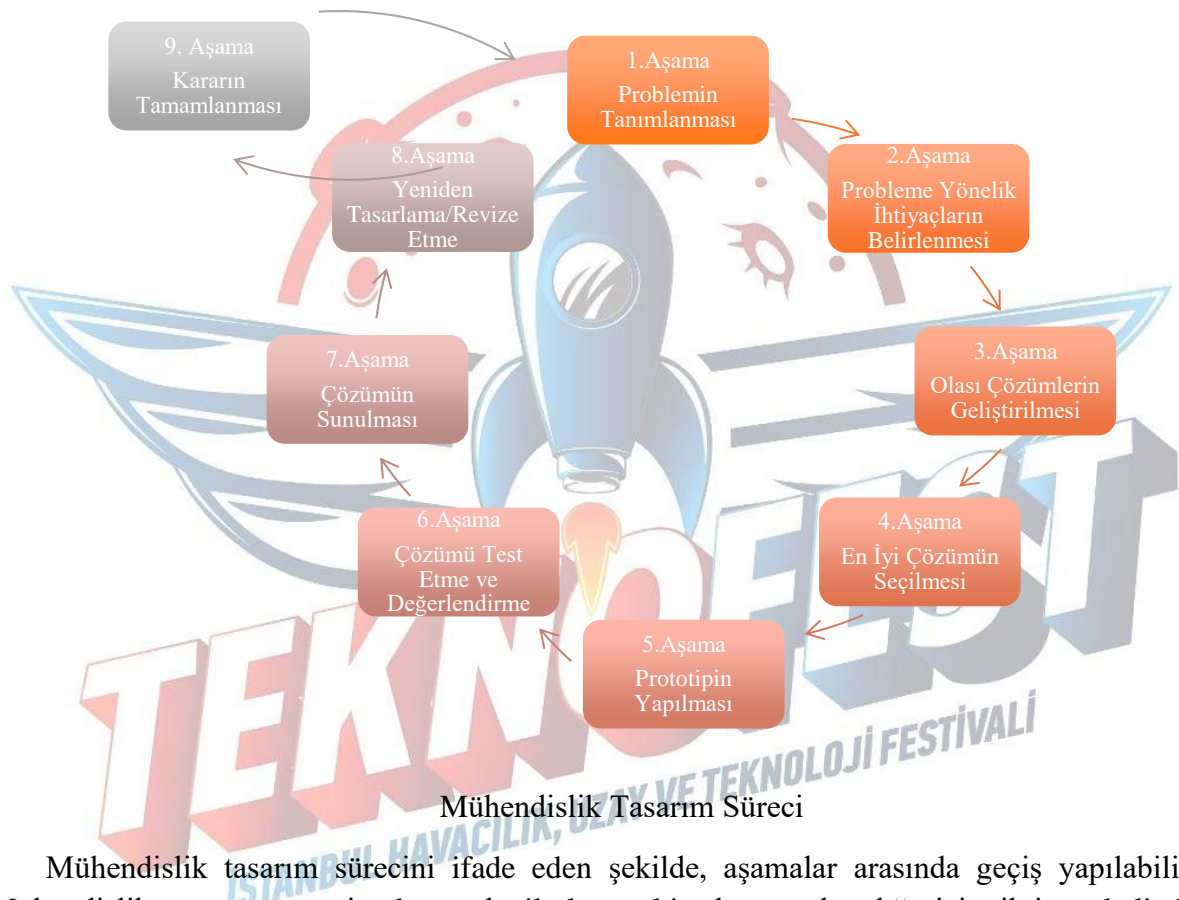 9. Aşama
Kararın
Tamamlanması
1.Aşama
Problemin
Tanımlanması
8.Aşama
Yeniden
Tasarlama/Revize
Etme
2.Aşama
Probleme Yönelik
İhtiyaçların
Belirlenmesi
7.Aşama
Çözümün
Sunulması
3.Aşama
Olası Çözümlerin
Geliştirilmesi
6.Aşama
Çözümü Test
Etme ve
Değerlendirme
4.Aşama
En İyi Çözümün
Seçilmesi
5.Aşama
Prototipin
Yapılması
TEKNOFEST
İSTANBUL HAVACILIK, UZAY VE TEKNOLOJİ FESTİVALİ
Mühendislik Tasarım Süreci
Mühendislik tasarım sürecini ifade eden şekilde, aşamalar arasında geçiş yapılabili